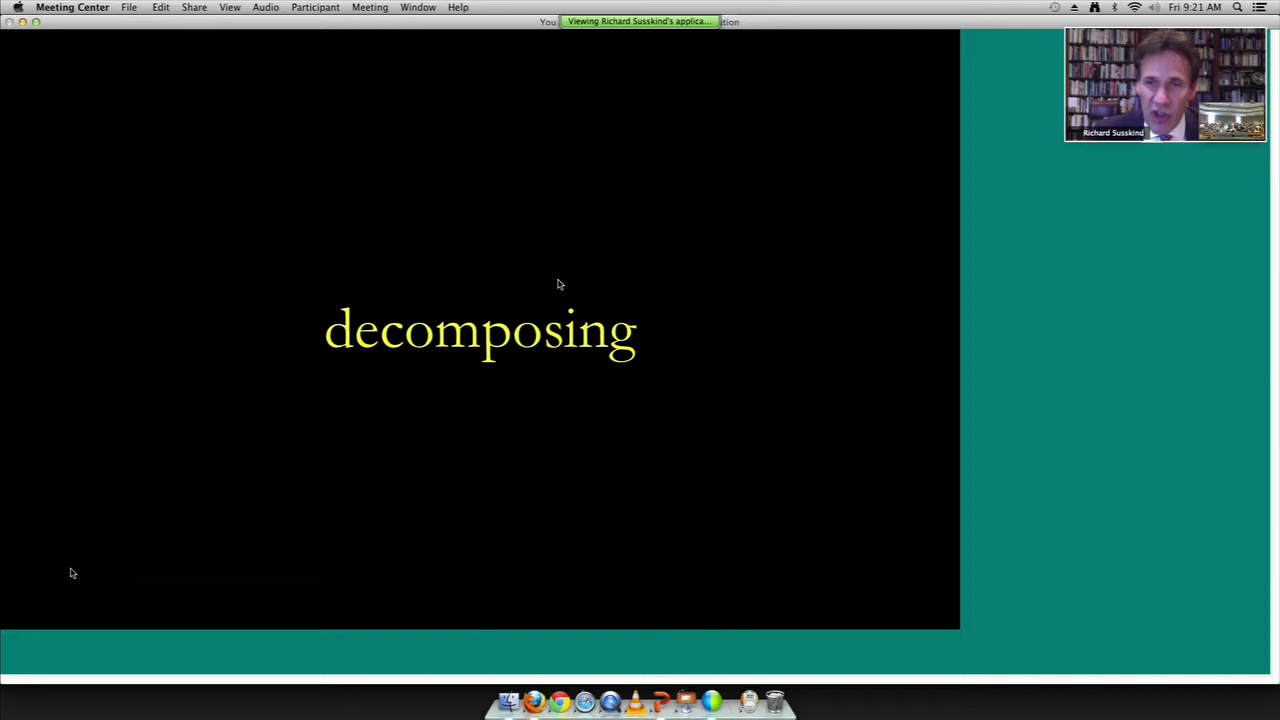 Meeting Center File Edit Share View Audio Participant Meeting Window Help Fri 9:21 AM
You
Viewing Richard Susskind's applica...
Richard Susskind
decomposing